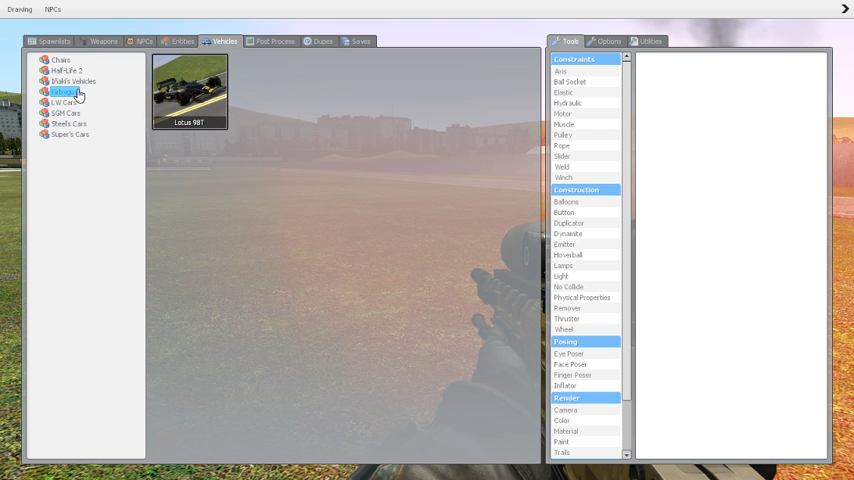 Drawing NPCs
Spawnlists Weapons NPCs Entities Vehicles Post Process Dupes Saves
Tools Options Utilities
Chairs
Half-Life 2
Iñaki's Vehicles
LW Cars
SGM Cars
Steel's Cars
Super's Cars
Lotus 98T
Constraints
Axis
Ball Socket
Elastic
Hydraulic
Motor
Muscle
Pulley
Rope
Slider
Weld
Winch
Construction
Balloons
Button
Duplicator
Dynamite
Emitter
Hoverball
Lamps
Light
No Collide
Physical Properties
Remover
Thruster
Wheel
Posing
Eye Poser
Face Poser
Finger Poser
Inflator
Render
Camera
Color
Material
Paint
Trails